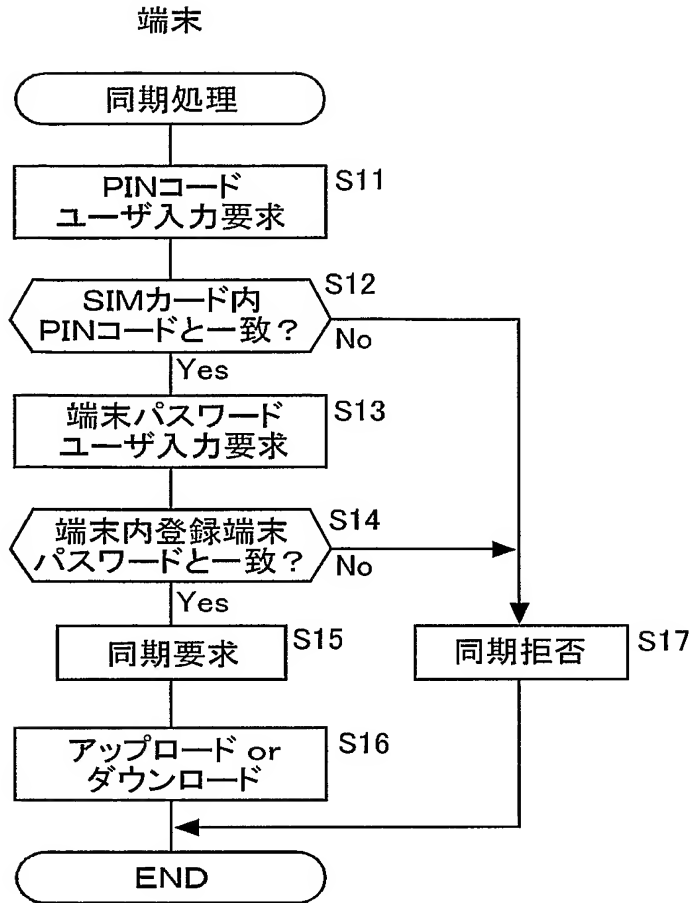 端末
同期処理
PINコード
ユーザ入力要求
S11
SIMカード内
PINコードと一致？
S12
No
Yes
端末パスワード
ユーザ入力要求
S13
端末内登録端末
パスワードと一致？
S14
No
Yes
同期要求
S15
同期拒否
S17
アップロード or
ダウンロード
S16
END